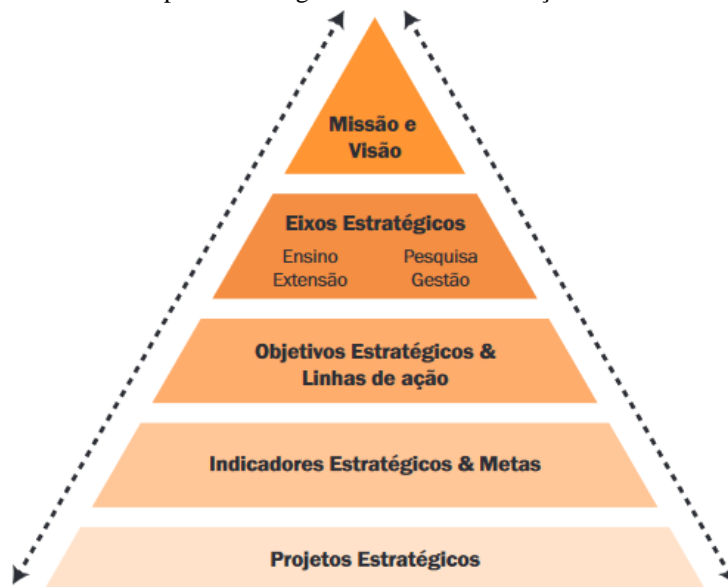 Missão e
Visão
Eixos Estratégicos
Ensino Pesquisa
Extensão Gestão
Objetivos Estratégicos &
Linhas de ação
Indicadores Estratégicos & Metas
Projetos Estratégicos